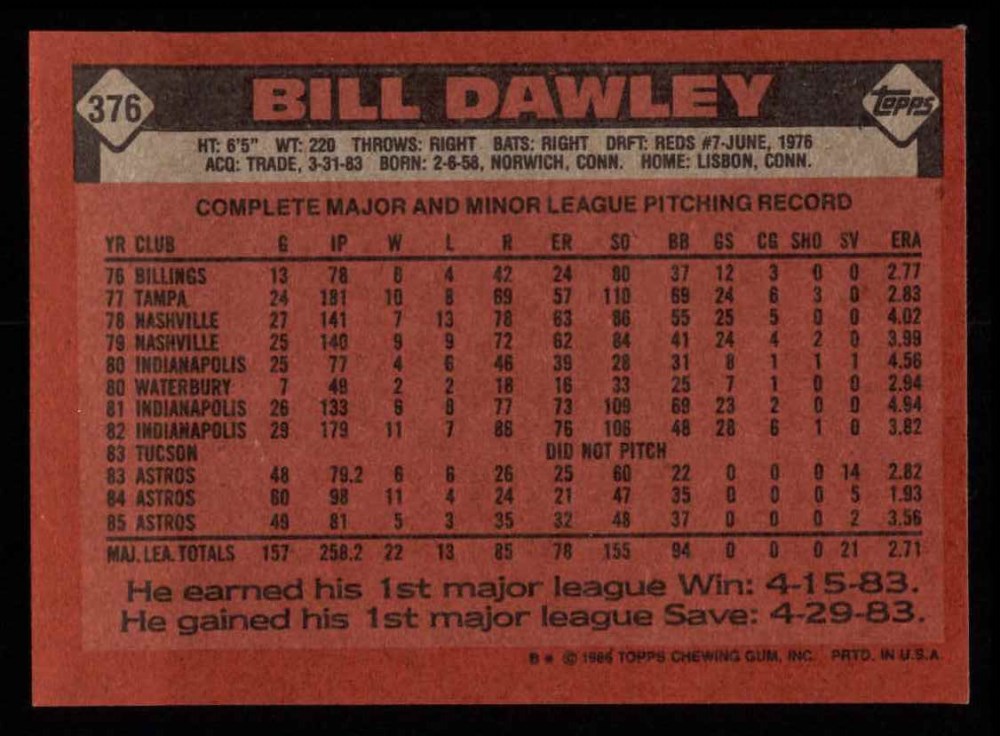 376 BILL DAWLEY topps
HT: 6'5" WT: 220 THROWS: RIGHT BATS: RIGHT DRFT: REDS #7-JUNE, 1976
ACQ: TRADE, 3-31-83 BORN: 2-6-58, NORWICH, CONN. HOME: LISBON, CONN.
COMPLETE MAJOR AND MINOR LEAGUE PITCHING RECORD
YR CLUB G IP W L R ER SO BB GS CG SHO SV ERA
76 BILLINGS 13 78 6 4 42 24 80 37 12 3 0 0 2.77
77 TAMPA 24 181 10 8 69 57 110 69 24 6 3 0 2.83
78 NASHVILLE 27 141 7 13 78 63 86 55 25 5 0 0 4.02
79 NASHVILLE 25 140 9 9 72 62 84 41 24 4 2 0 3.99
80 INDIANAPOLIS 25 77 4 6 46 39 28 31 8 1 1 1 4.56
80 WATERBURY 7 49 2 2 18 16 33 25 7 1 0 0 2.94
81 INDIANAPOLIS 26 133 6 8 77 73 109 69 23 2 0 0 4.94
82 INDIANAPOLIS 29 179 11 7 86 76 106 48 28 6 1 0 3.82
83 TUCSON DID NOT PITCH
83 ASTROS 48 79.2 6 6 26 25 60 22 0 0 0 14 2.82
84 ASTROS 60 98 11 4 24 21 47 35 0 0 0 5 1.93
85 ASTROS 49 81 5 3 35 32 48 37 0 0 0 2 3.56
MAJ. LEA. TOTALS 157 258.2 22 13 85 78 155 94 0 0 0 21 2.71
He earned his 1st major league Win: 4-15-83.
He gained his 1st major league Save: 4-29-83.
B * © 1986 TOPPS CHEWING GUM, INC. PRTD. IN U.S.A.